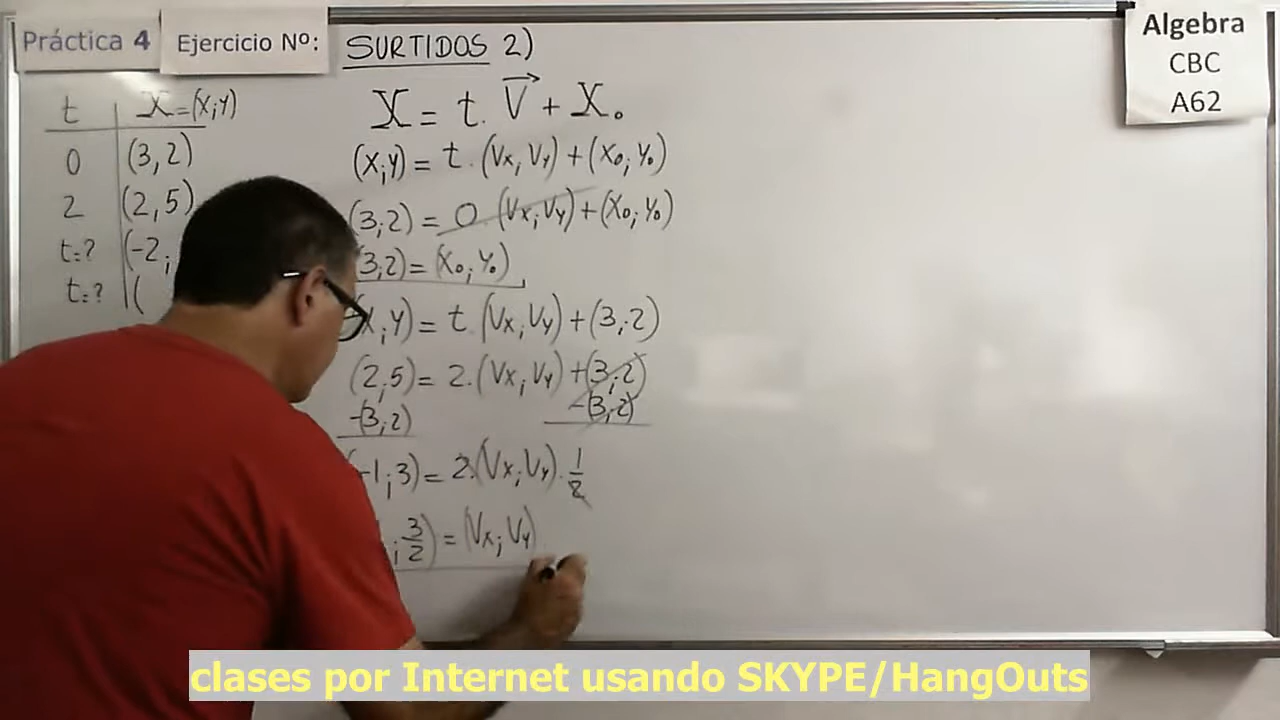 Práctica 4
Ejercicio Nº:
SURTIDOS 2)
Algebra
CBC
A62
t | X=(X;Y)
0 | (3,2)
2 | (2,5)
t=? | (-2;
t=? | (
X = t. V + X₀
(X;Y) = t. (Vx, Vy) + (X₀; Y₀)
(3;2) = 0 (Vx;Vy) + (X₀; Y₀)
3;2) = (X₀; Y₀)
X;Y) = t. (Vx; Vy) + (3;2)
(2;5) = 2. (Vx; Vy) + (3;2)
-(3;2) -(3;2)
-1;3) = 2.(Vx;Vy). 1/2
; 3/2) = (Vx; Vy)
clases por Internet usando SKYPE/HangOuts